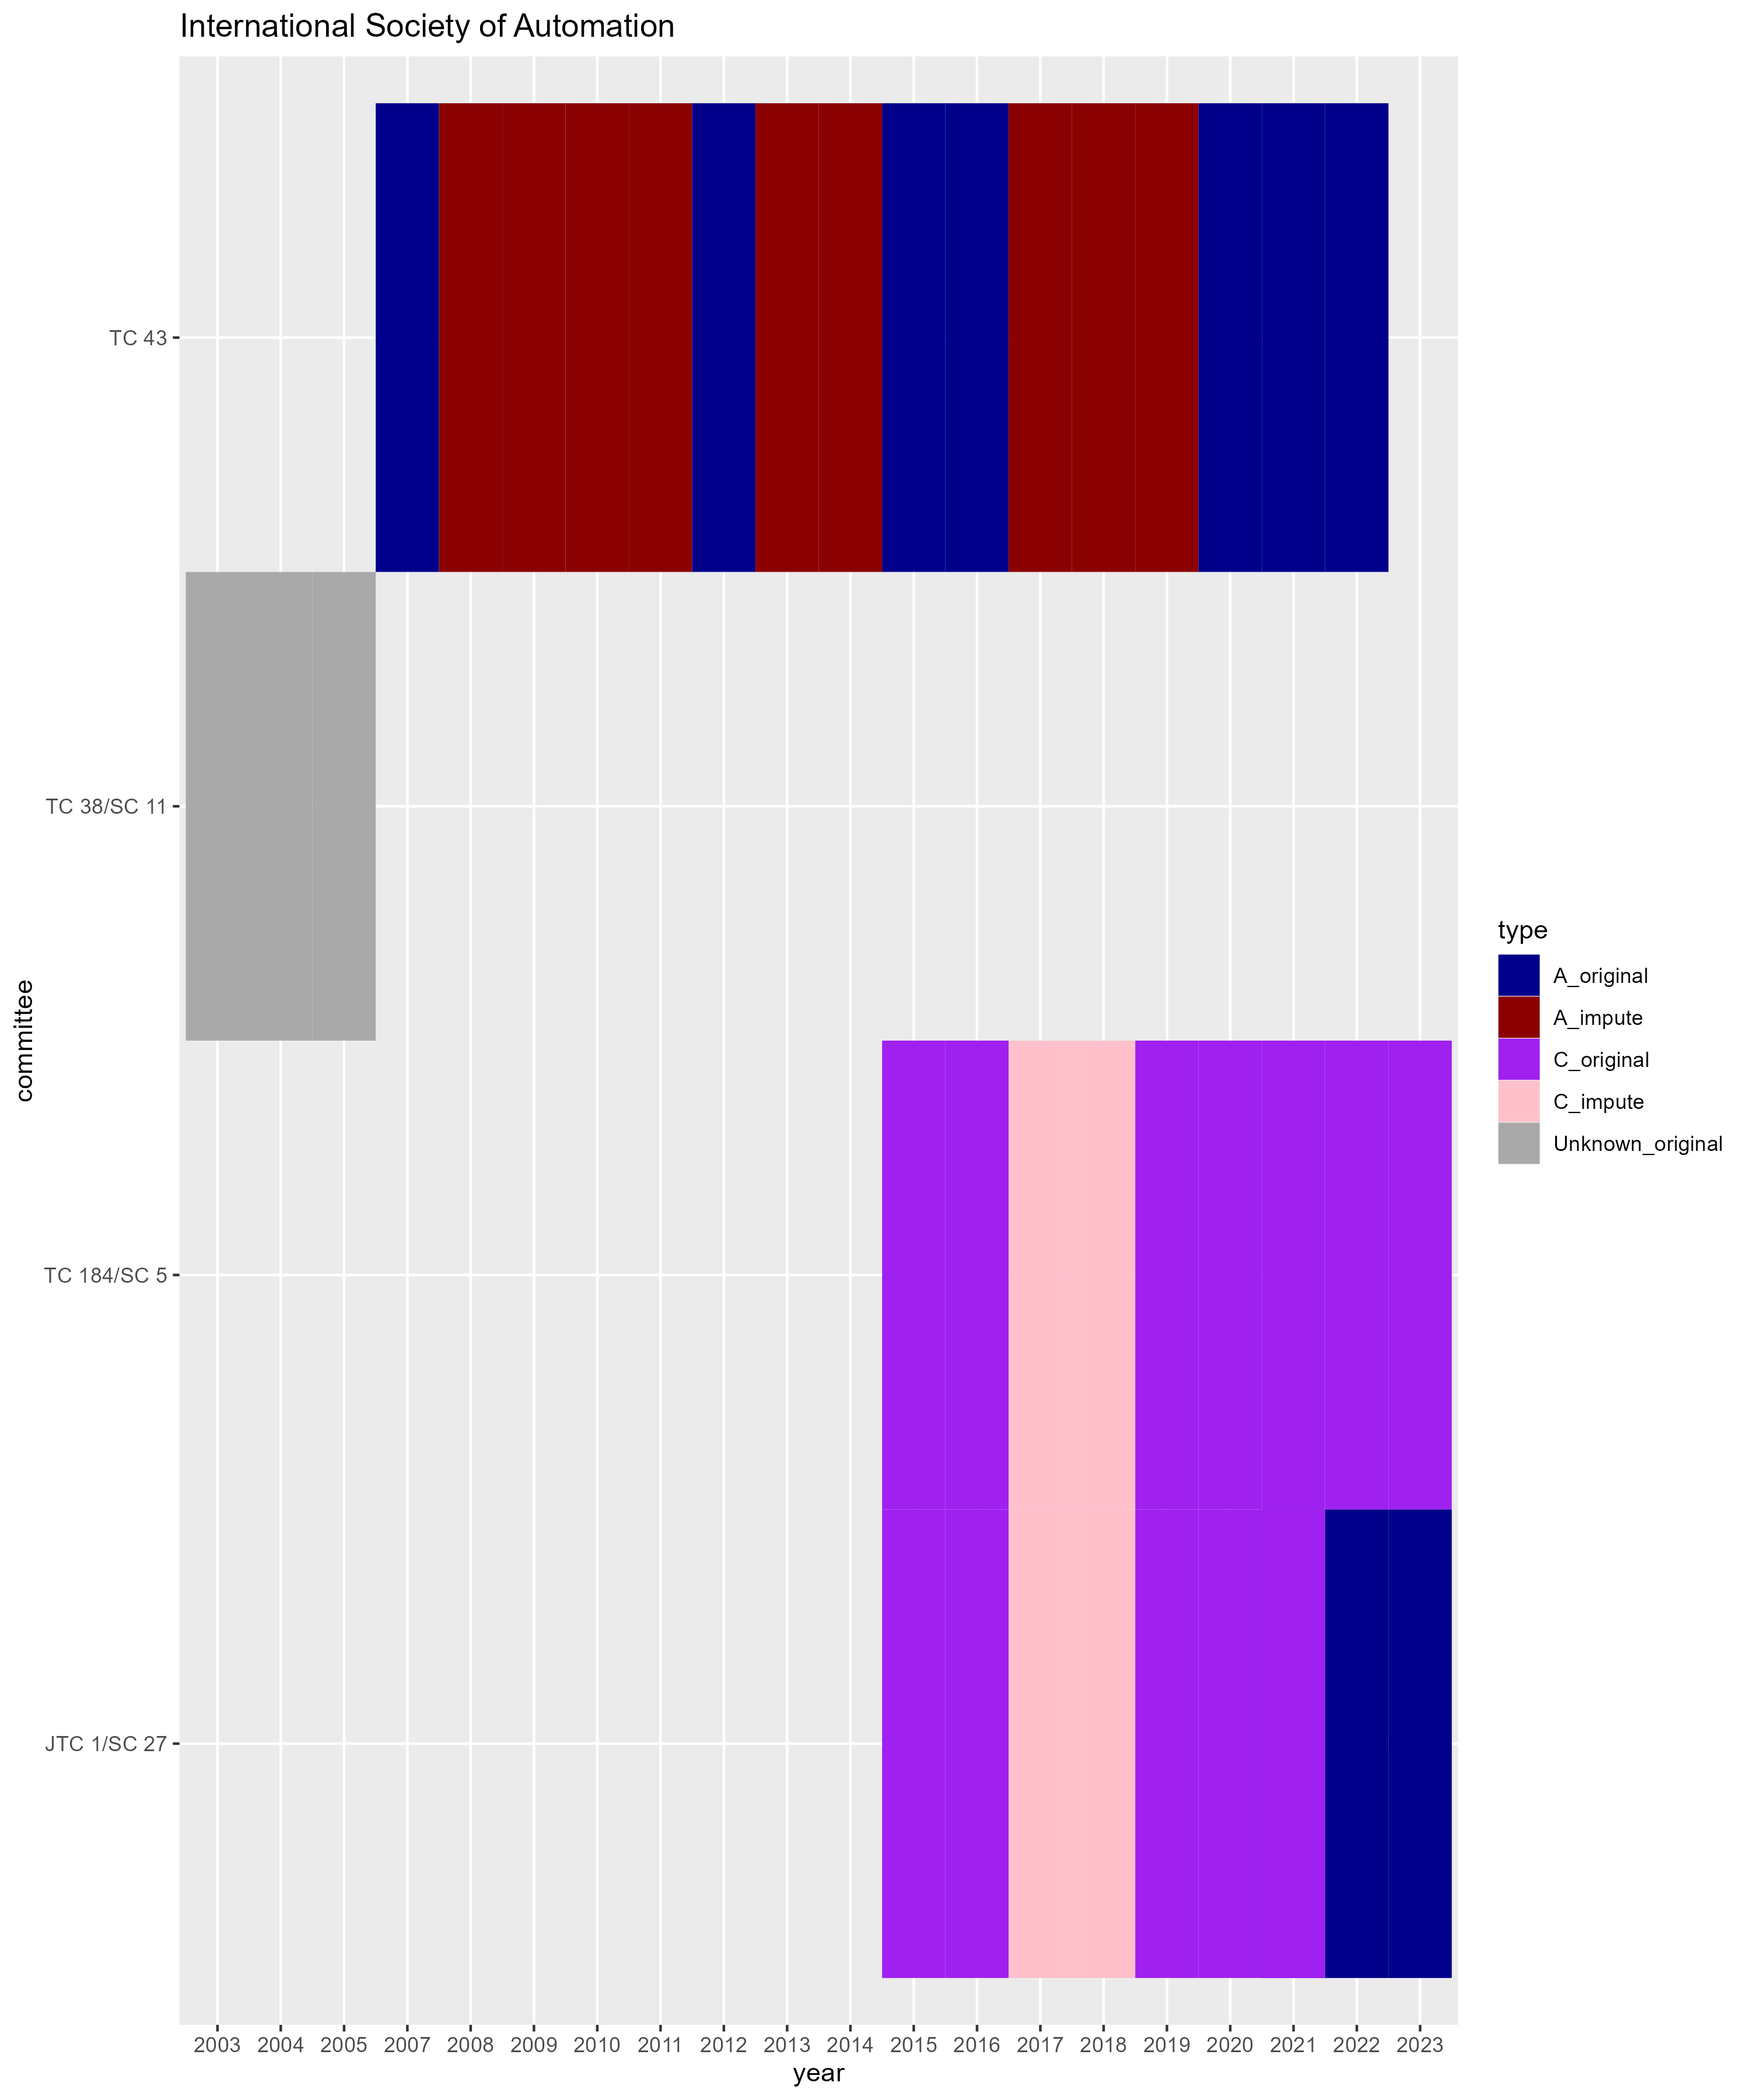 International Society of Automation
committee
TC 43
TC 38/SC 11
TC 184/SC 5
JTC 1/SC 27
2003 2004 2005 2007 2008 2009 2010 2011 2012 2013 2014 2015 2016 2017 2018 2019 2020 2021 2022 2023
year
type
A_original
A_impute
C_original
C_impute
Unknown_original